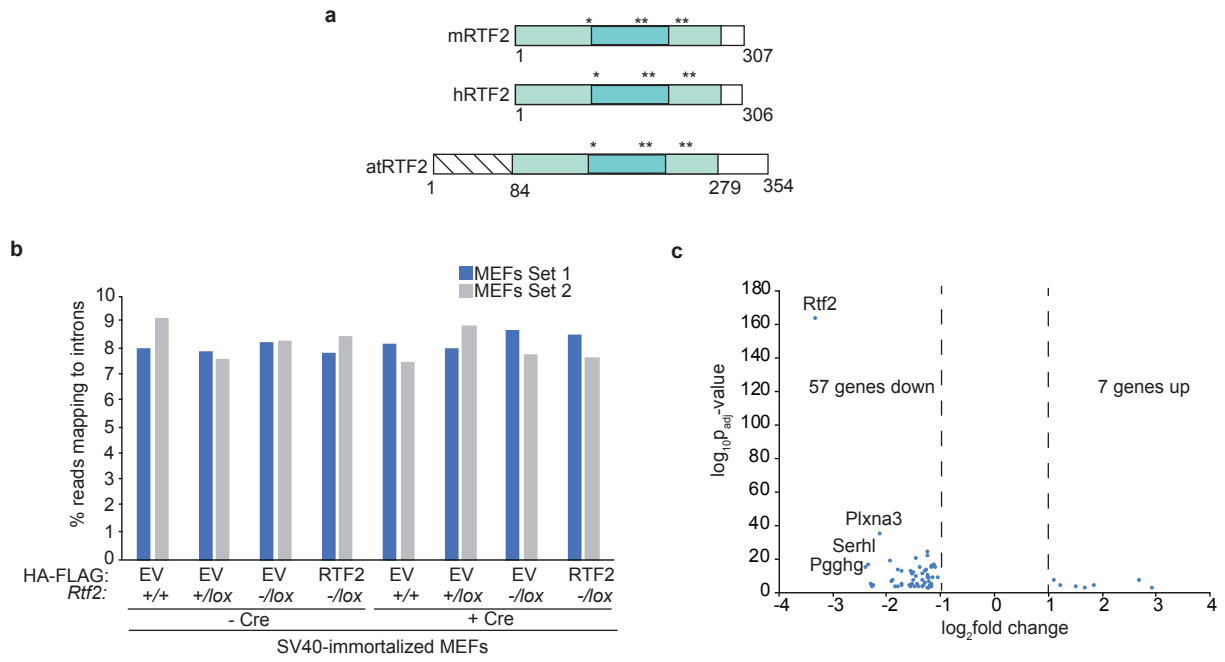 a
* **  **
mRTF2
1 307
* **  **
hRTF2
1 306
* **  **
atRTF2
1 84 279 354
b
MEFs Set 1
MEFs Set 2
% reads mapping to introns
10
9
8
7
6
5
4
3
2
1
0
HA-FLAG: EV EV EV RTF2 EV EV EV RTF2
Rtf2: +/+ +/lox -/lox -/lox +/+ +/lox -/lox -/lox
- Cre + Cre
SV40-immortalized MEFs
c
log10padj-value
180
160
140
120
100
80
60
40
20
0
Rtf2
57 genes down 7 genes up
Plxna3
Serhl
Pgghg
-4 -3 -2 -1 0 1 2 3 4
log2fold change